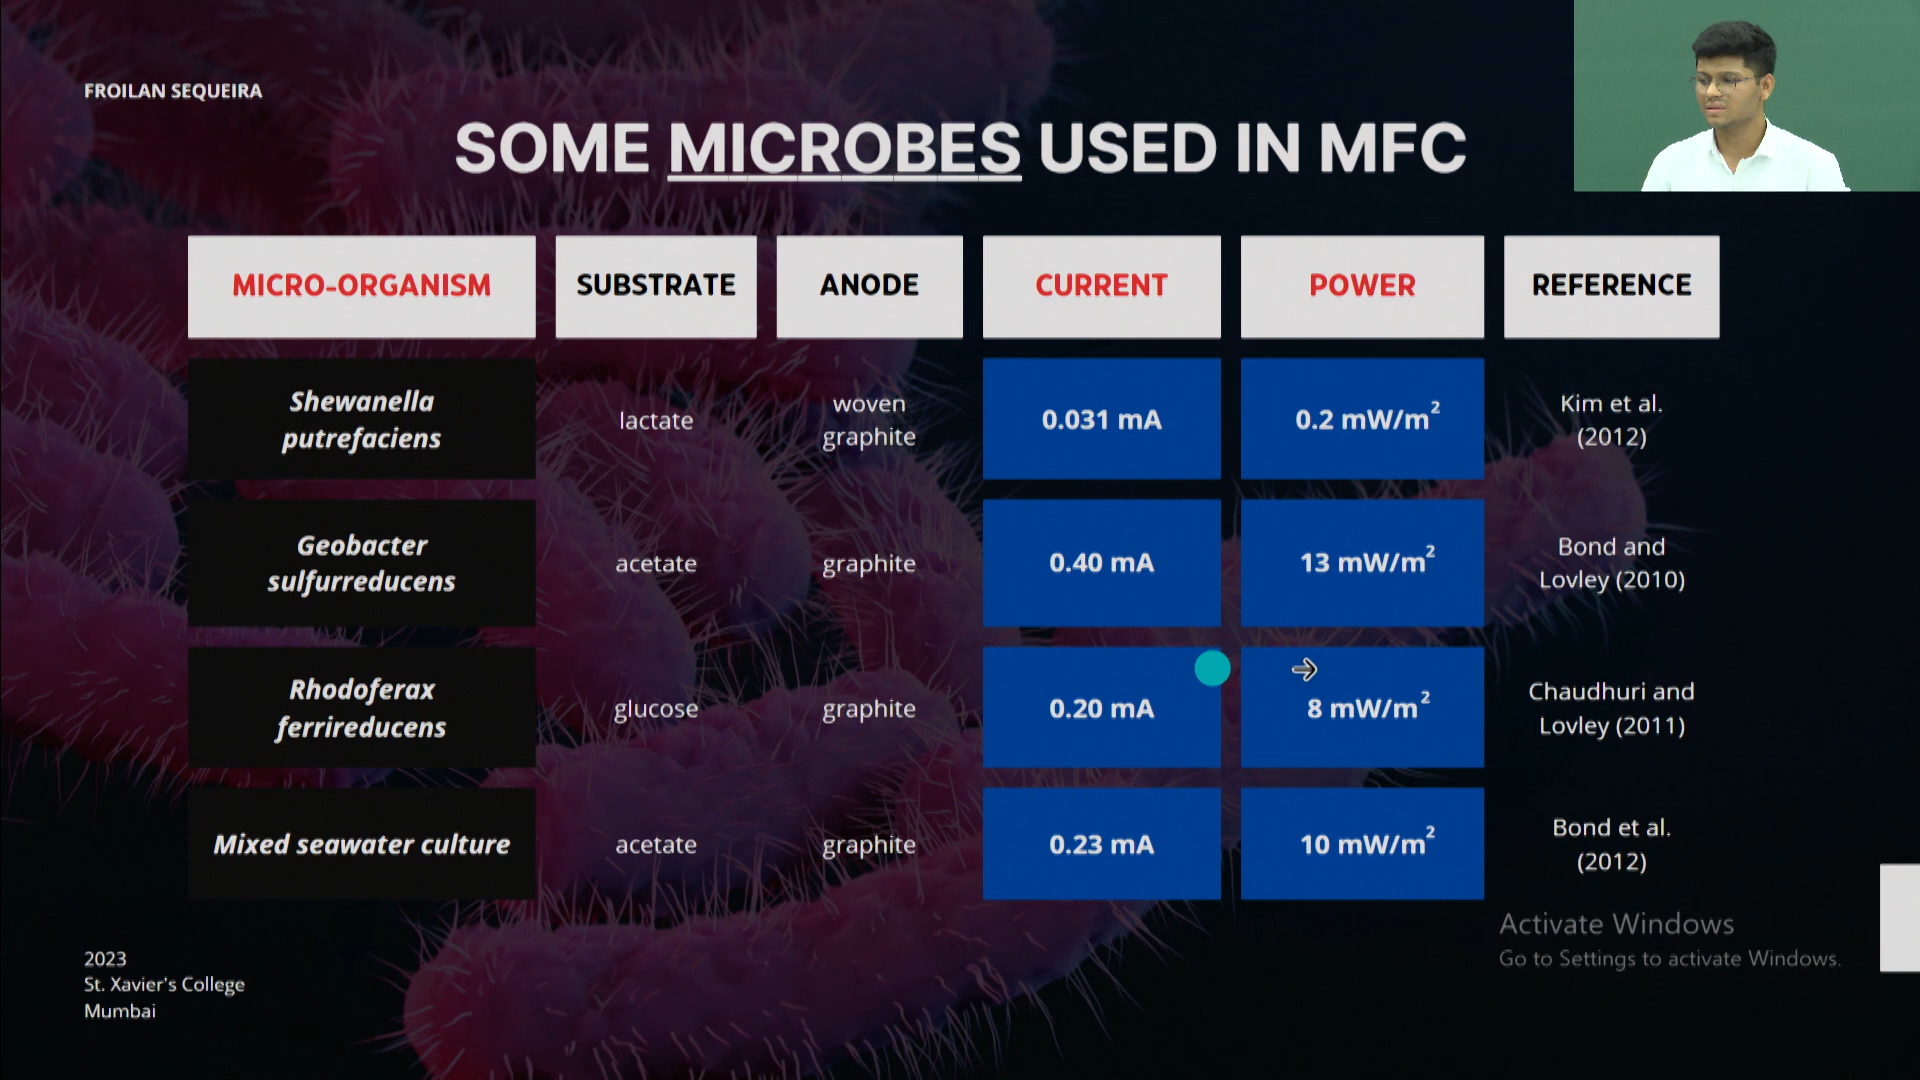 FROILAN SEQUEIRA
SOME MICROBES USED IN MFC
MICRO-ORGANISM SUBSTRATE ANODE CURRENT POWER REFERENCE
Shewanella
putrefaciens
lactate
woven
graphite
0.031 mA
0.2 mW/m²
Kim et al.
(2012)
Geobacter
sulfurreducens
acetate
graphite
0.40 mA
13 mW/m²
Bond and
Lovley (2010)
Rhodoferax
ferrireducens
glucose
graphite
0.20 mA
8 mW/m²
Chaudhuri and
Lovley (2011)
Mixed seawater culture
acetate
graphite
0.23 mA
10 mW/m²
Bond et al.
(2012)
Activate Windows
Go to Settings to activate Windows.
2023
St. Xavier's College
Mumbai